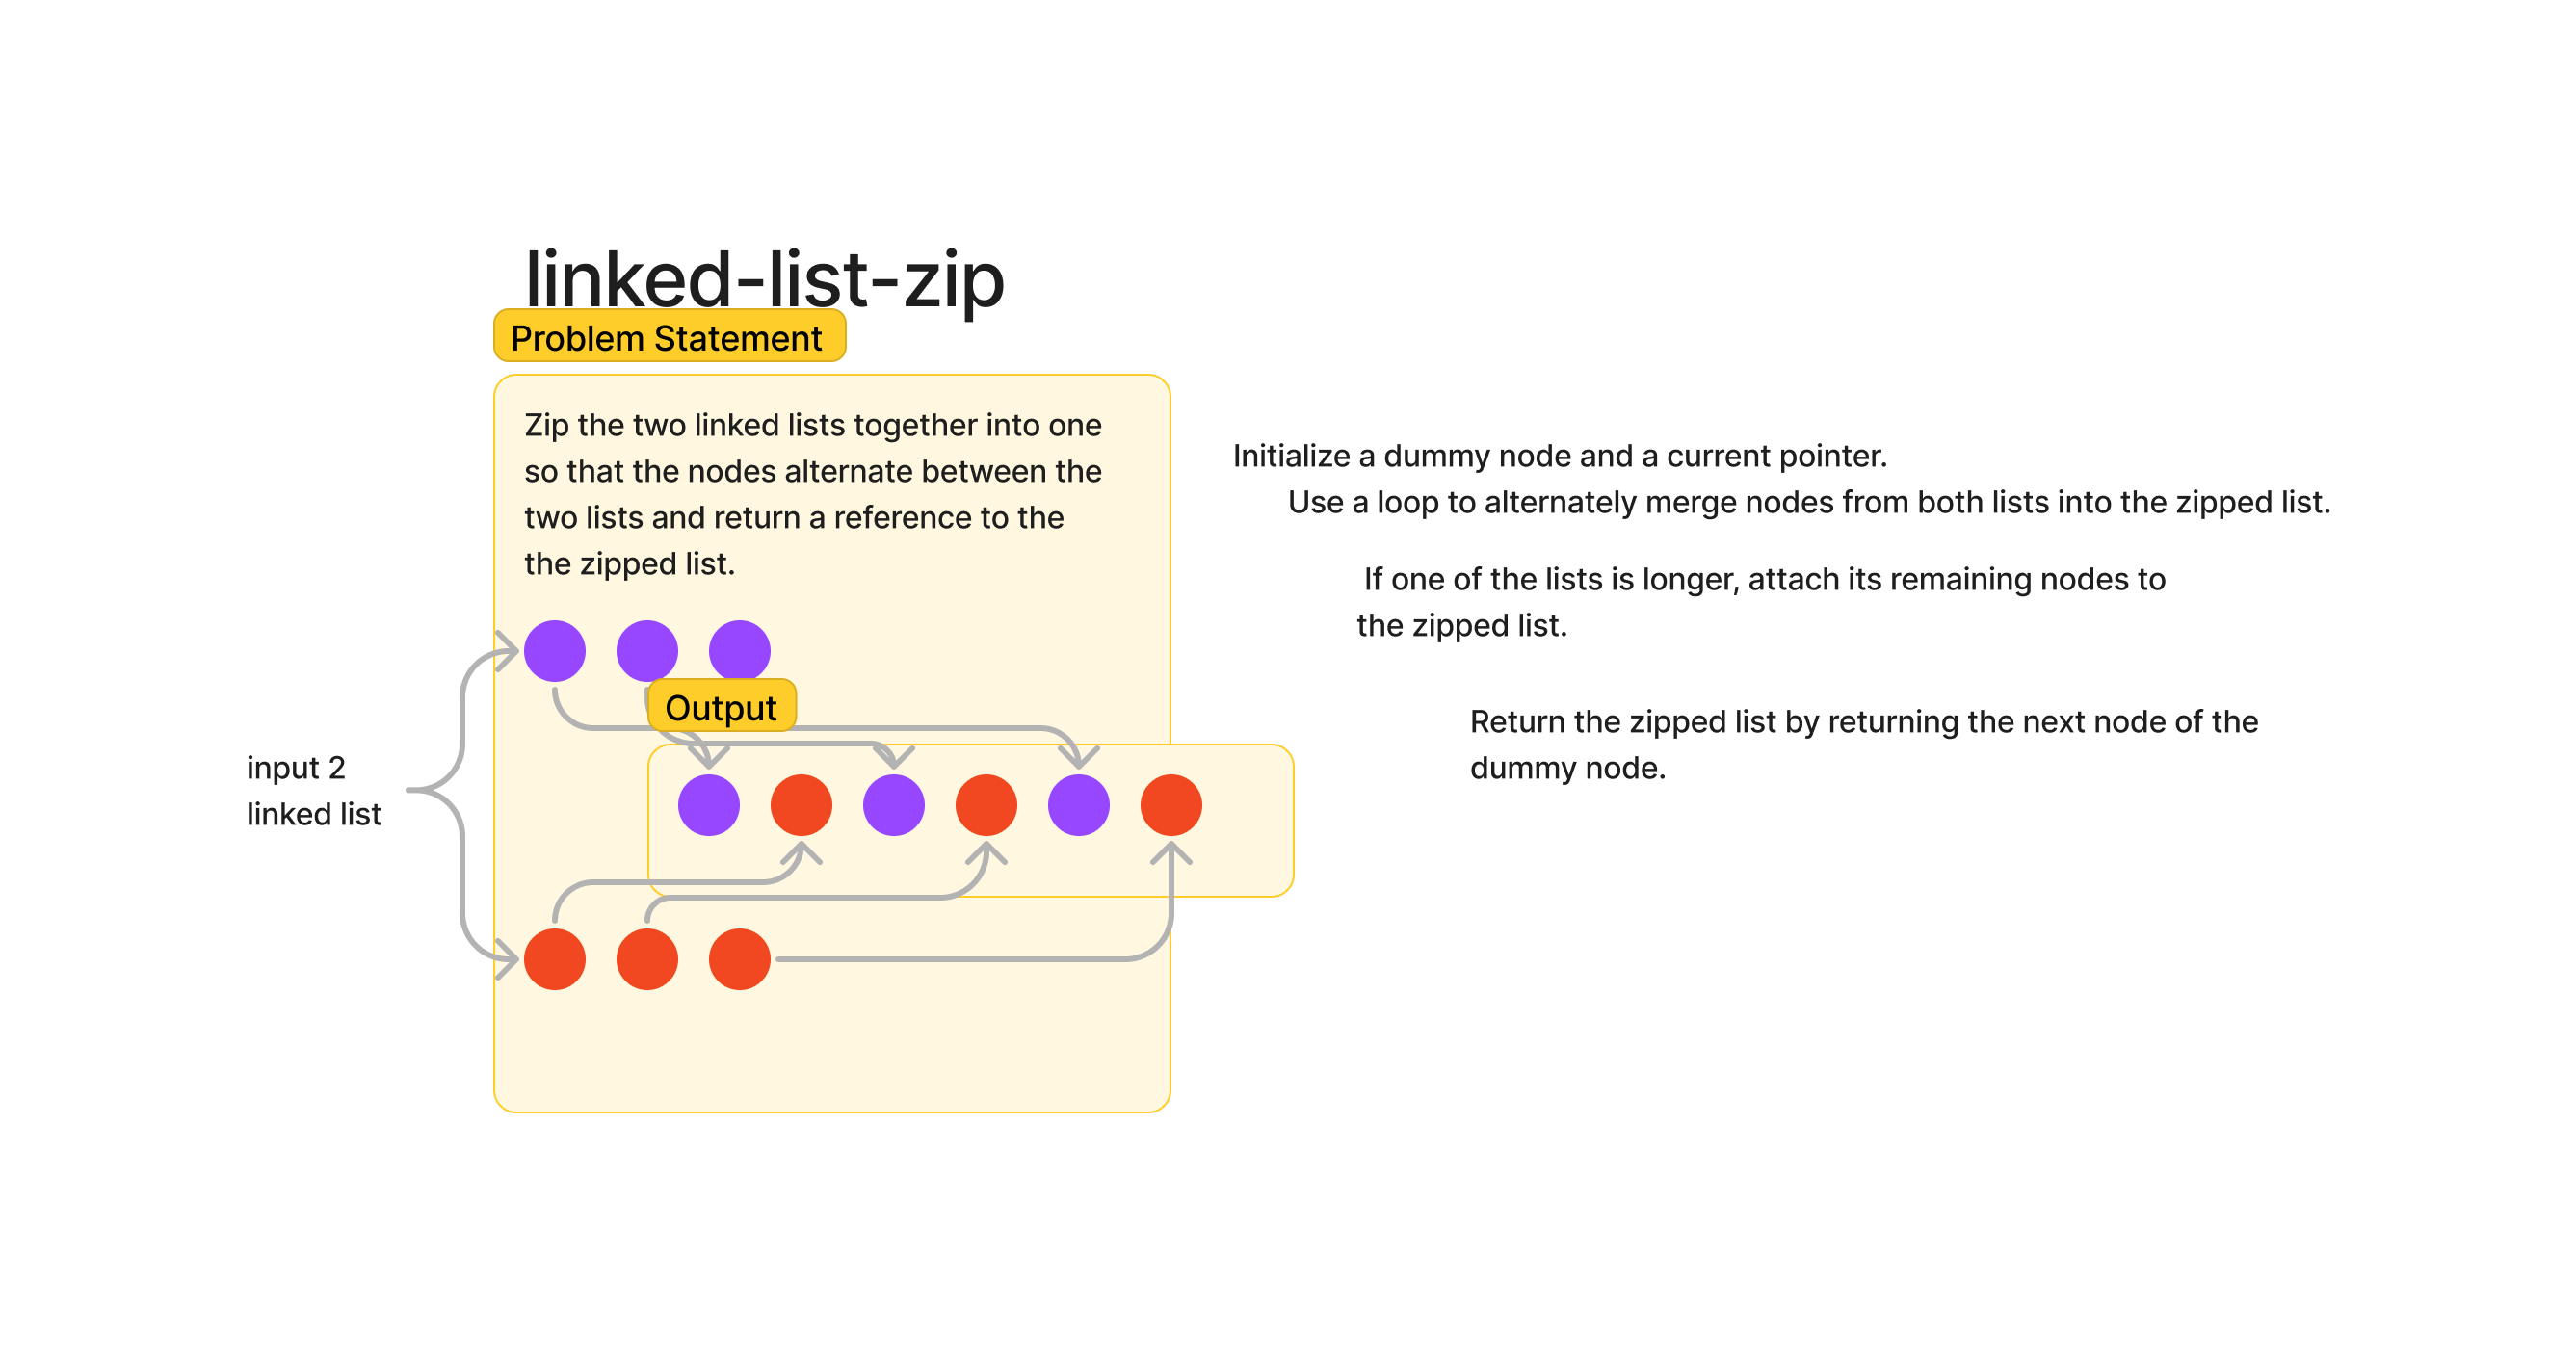 linked-list-zip
Problem Statement
Zip the two linked lists together into one
so that the nodes alternate between the
two lists and return a reference to the
the zipped list.
Output
input 2
linked list
Initialize a dummy node and a current pointer.
Use a loop to alternately merge nodes from both lists into the zipped list.
If one of the lists is longer, attach its remaining nodes to
the zipped list.
Return the zipped list by returning the next node of the
dummy node.